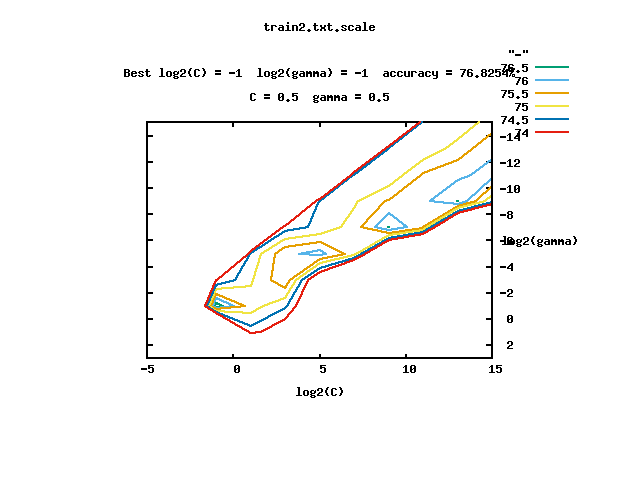 train2.txt.scale
"-"
Best log2(C) = -1  log2(gamma) = -1  accuracy = 76.8254%
C = 0.5  gamma = 0.5
76.5
76
75.5
75
74.5
74
-14
-12
-10
-8
-6
log2(gamma)
-4
-2
0
2
-5 0 5 10 15
log2(C)